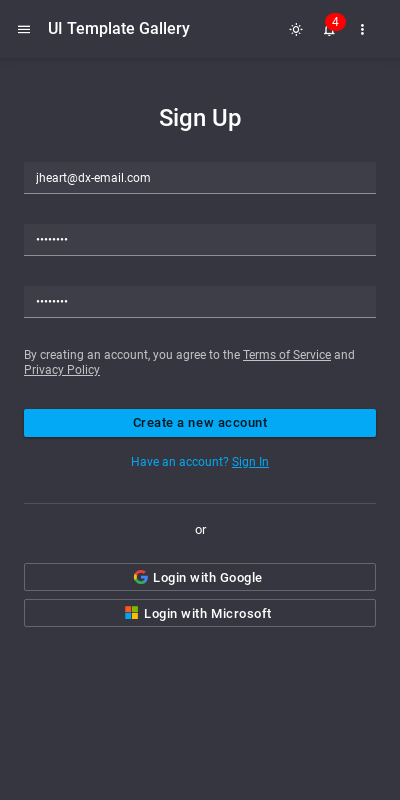 UI Template Gallery
4
Sign Up
jheart@dx-email.com
••••••••
••••••••
By creating an account, you agree to the Terms of Service and
Privacy Policy
Create a new account
Have an account? Sign In
or
Login with Google
Login with Microsoft